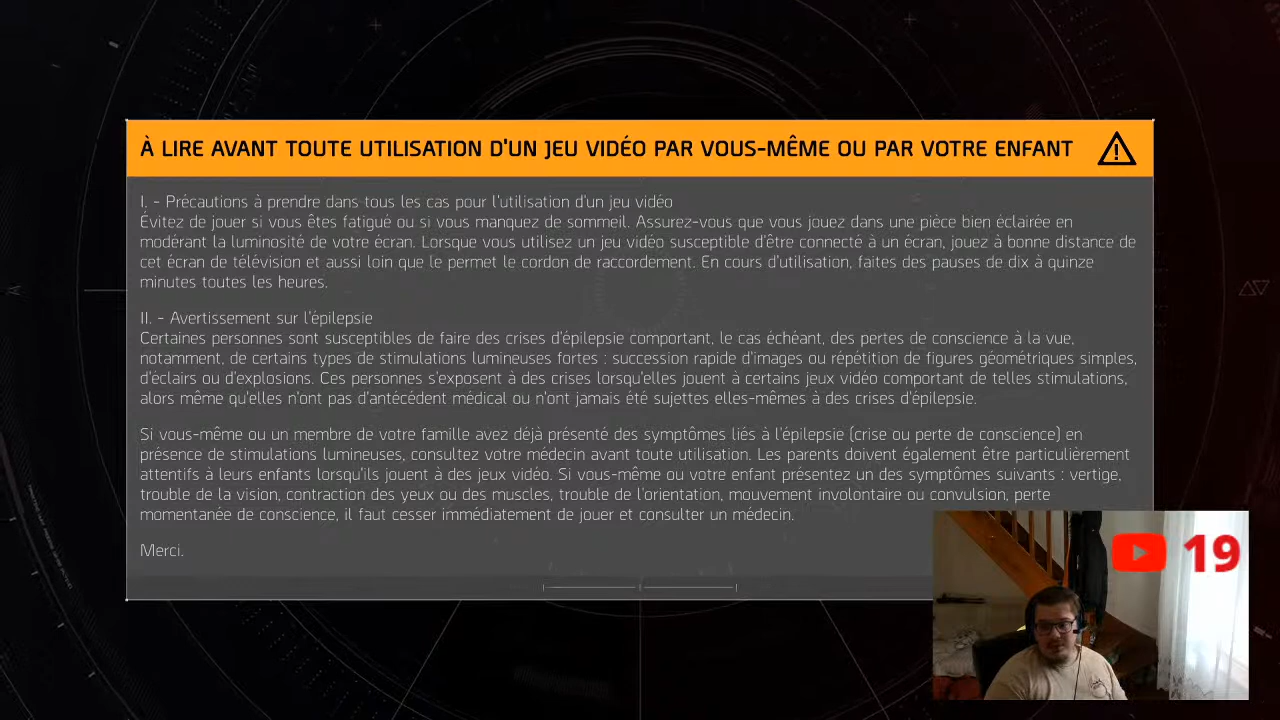 À LIRE AVANT TOUTE UTILISATION D'UN JEU VIDÉO PAR VOUS-MÊME OU PAR VOTRE ENFANT
I. - Précautions à prendre dans tous les cas pour l'utilisation d'un jeu vidéo
Évitez de jouer si vous êtes fatigué ou si vous manquez de sommeil. Assurez-vous que vous jouez dans une pièce bien éclairée en
modérant la luminosité de votre écran. Lorsque vous utilisez un jeu vidéo susceptible d'être connecté à un écran, jouez à bonne distance de
cet écran de télévision et aussi loin que le permet le cordon de raccordement. En cours d'utilisation, faites des pauses de dix à quinze
minutes toutes les heures.
II. - Avertissement sur l'épilepsie
Certaines personnes sont susceptibles de faire des crises d'épilepsie comportant, le cas échéant, des pertes de conscience à la vue,
notamment, de certains types de stimulations lumineuses fortes : succession rapide d'images ou répétition de figures géométriques simples,
d'éclairs ou d'explosions. Ces personnes s'exposent à des crises lorsqu'elles jouent à certains jeux vidéo comportant de telles stimulations,
alors même qu'elles n'ont pas d'antécédent médical ou n'ont jamais été sujettes elles-mêmes à des crises d'épilepsie.
Si vous-même ou un membre de votre famille avez déjà présenté des symptômes liés à l'épilepsie (crise ou perte de conscience) en
présence de stimulations lumineuses, consultez votre médecin avant toute utilisation. Les parents doivent également être particulièrement
attentifs à leurs enfants lorsqu'ils jouent à des jeux vidéo. Si vous-même ou votre enfant présentez un des symptômes suivants : vertige,
trouble de la vision, contraction des yeux ou des muscles, trouble de l'orientation, mouvement involontaire ou convulsion, perte
momentanée de conscience, il faut cesser immédiatement de jouer et consulter un médecin.
Merci.
19